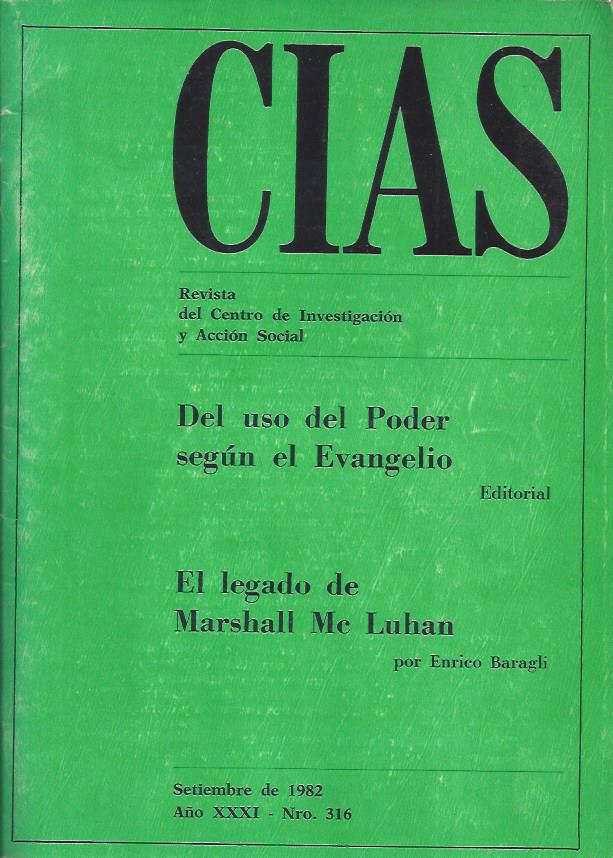 CIAS
Revista
del Centro de Investigación
y Acción Social
Del uso del Poder
según el Evangelio
Editorial
El legado de
Marshall Mc Luhan
por Enrico Baragli
Setiembre de 1982
Año XXXI - Nro. 316